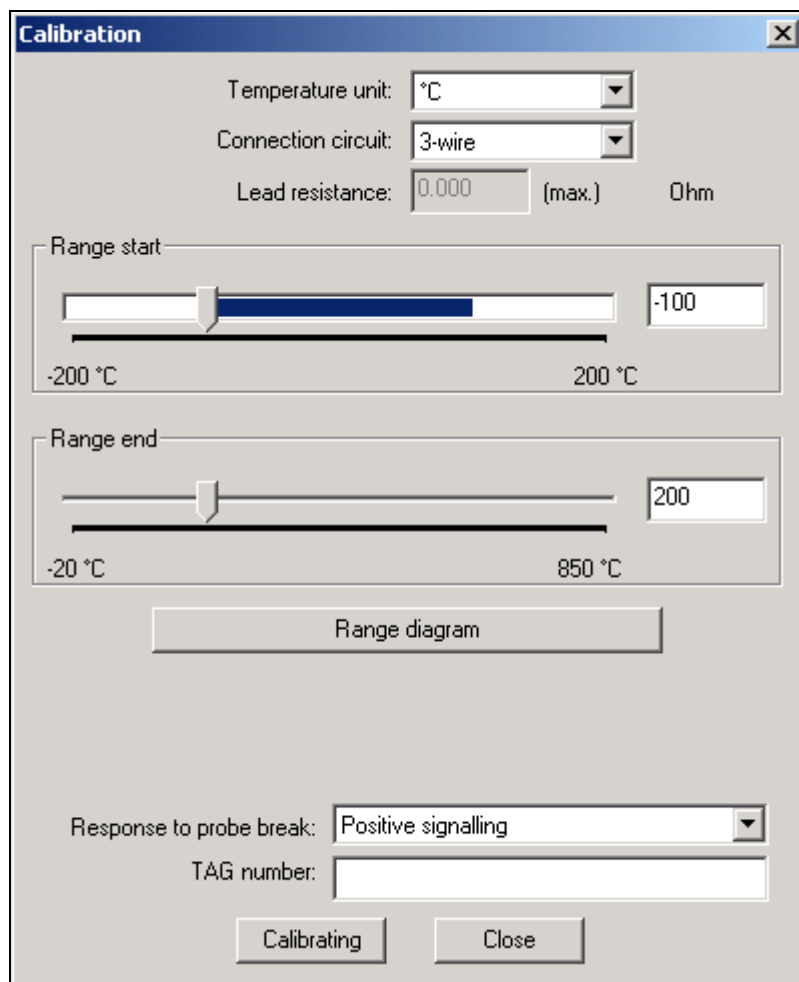 Calibration
Temperature unit: °C
Connection circuit: 3-wire
Lead resistance: 0.000 (max.) Ohm
Range start
-100
-200 °C 200 °C
Range end
200
-20 °C 850 °C
Range diagram
Response to probe break: Positive signalling
TAG number:
Calibrating Close